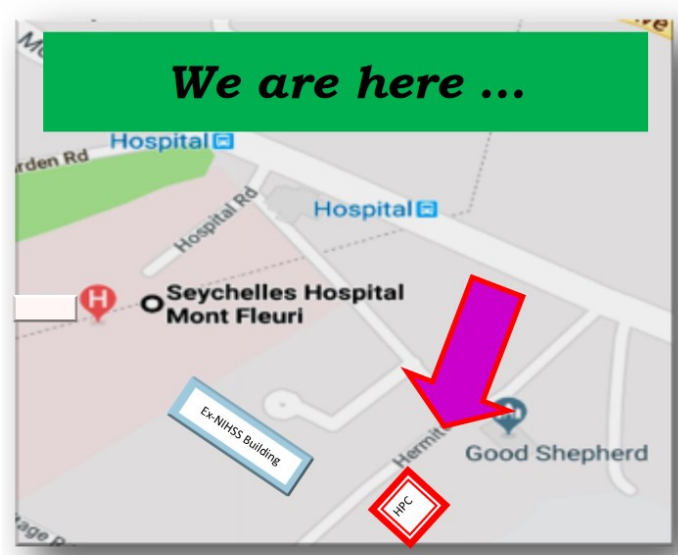 We are here ...
Hospital
rden Rd
Hospital Rd
Hospital
Seychelles Hospital
Mont Fleuri
Ex-NIHSS Building
Hermit
Good Shepherd
HPC
age R